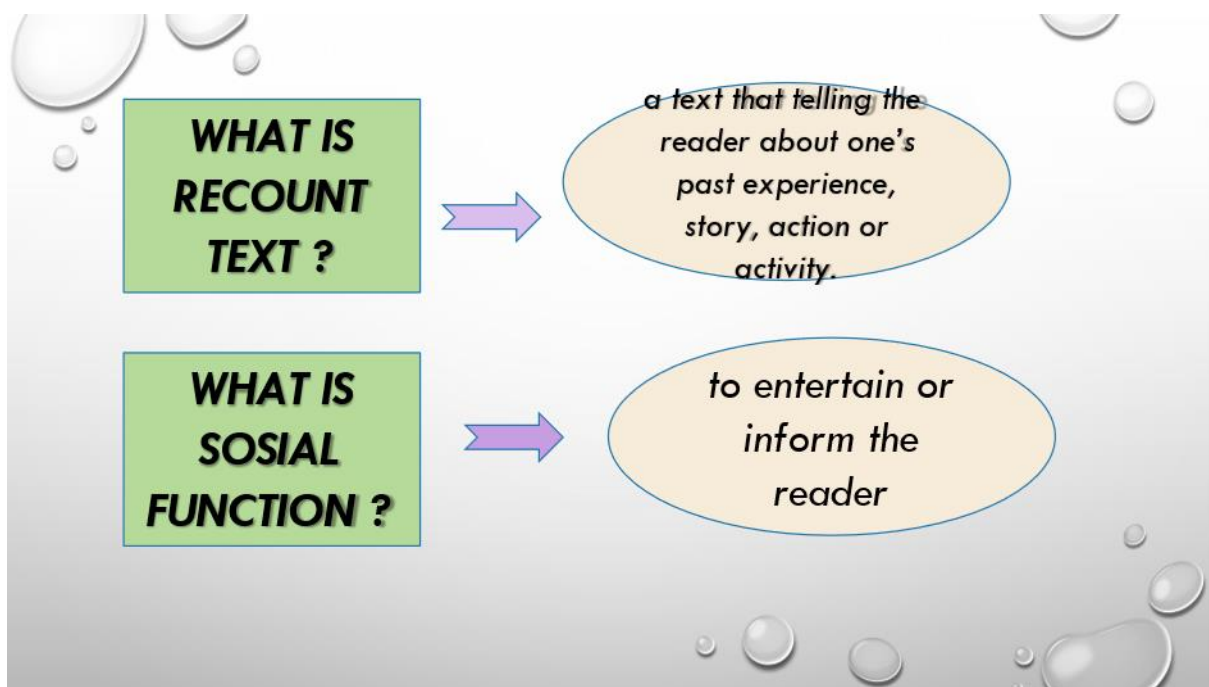 WHAT IS
RECOUNT
TEXT ?
a text that telling the
reader about one's
past experience,
story, action or
activity.
WHAT IS
SOSIAL
FUNCTION ?
to entertain or
inform the
reader